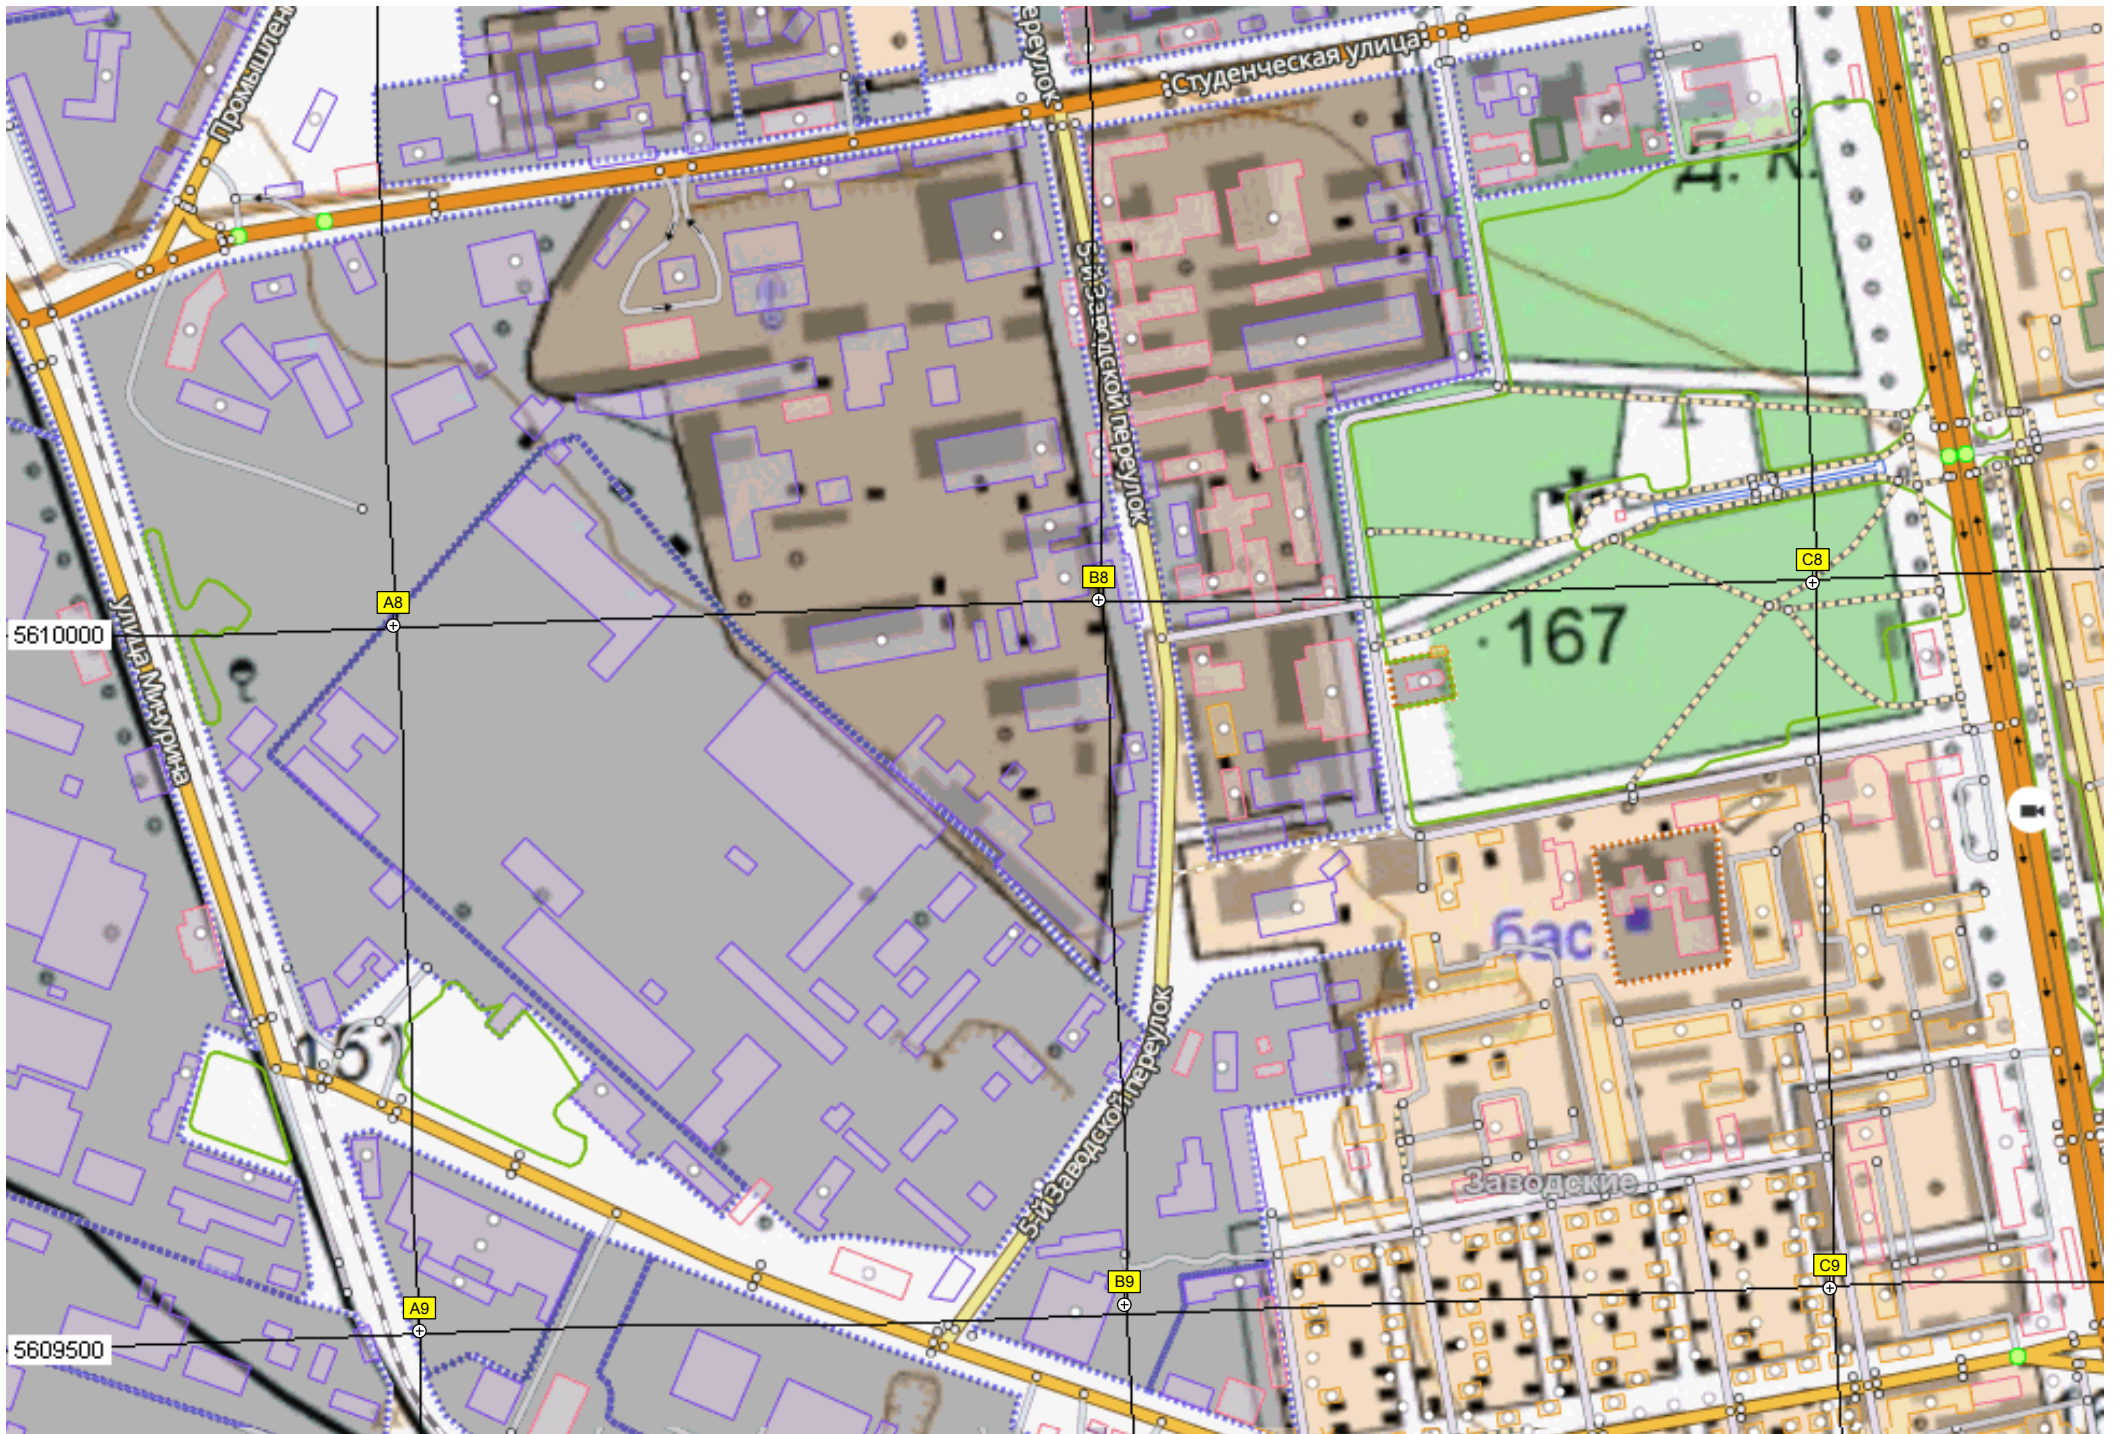 Промышлен
ереулок
Студенческая улица
Д. К.
5-й Заводской переулок
C8
B8
A8
5610000
167
улица Мичурина
бас.
167
5-й Заводской переулок
Заводские
C9
B9
A9
5609500